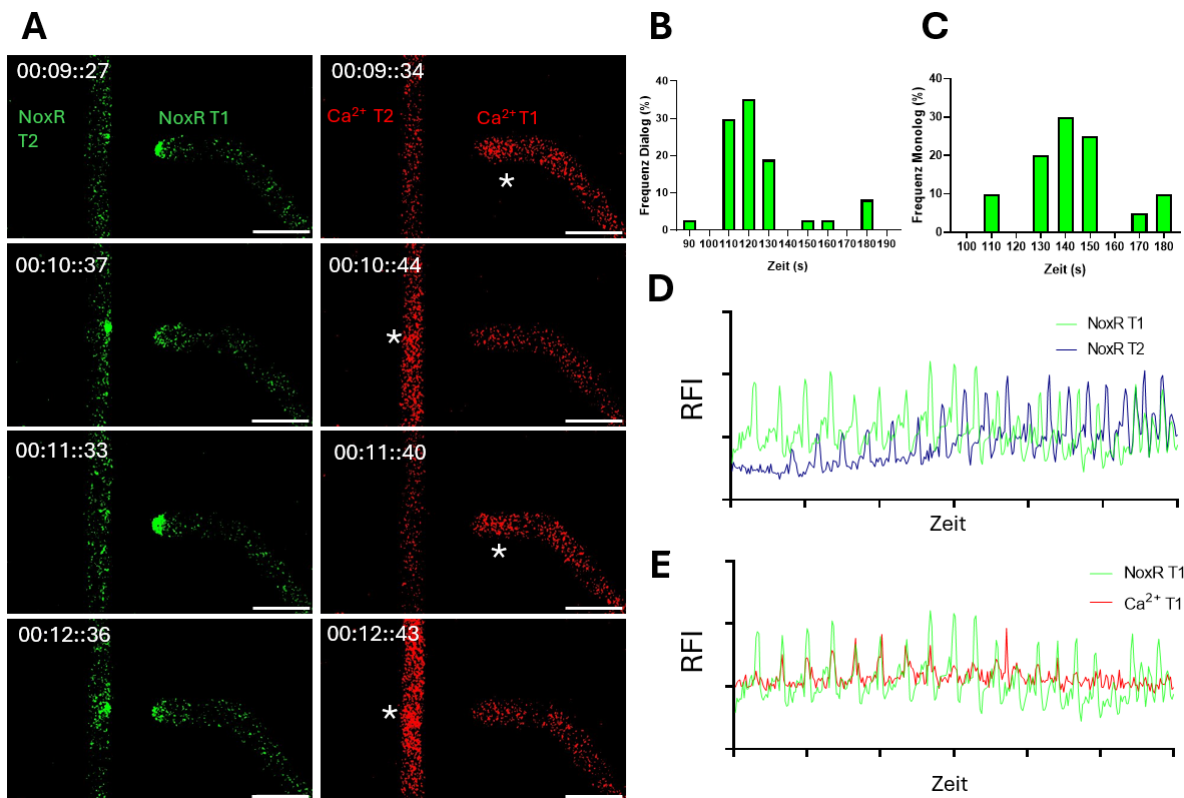 A
00:09::27
NoxR
T2
NoxR T1
00:09::34
Ca²⁺ T2
Ca²⁺ T1
*
00:10::37
00:10::44
*
00:11::33
00:11::40
*
00:12::36
00:12::43
*
B
Frequenz Dialog (%)
40
30
20
10
0
90 100 110 120 130 140 150 160 170 180 190
Zeit (s)
C
Frequenz Monolog (%)
40
30
20
10
0
100 110 120 130 140 150 160 170 180
Zeit (s)
D
NoxR T1
NoxR T2
RFI
Zeit
E
NoxR T1
Ca²⁺ T1
RFI
Zeit